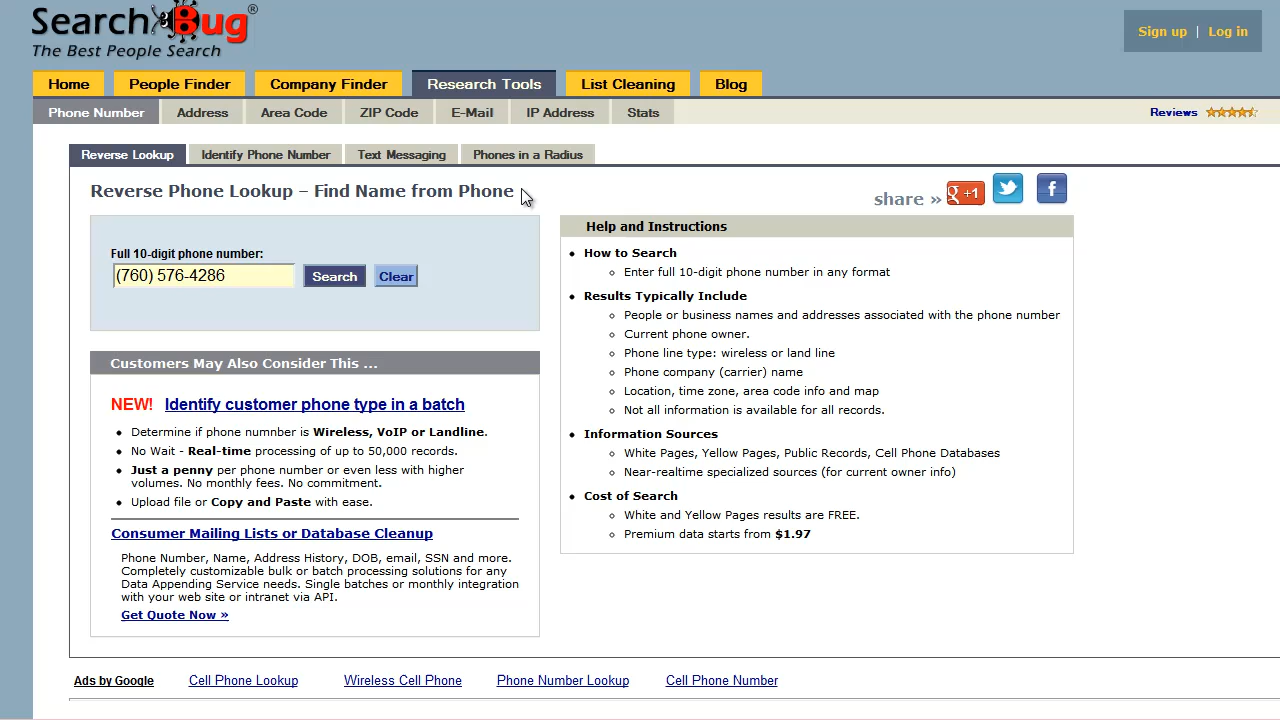 SearchBug®
The Best People Search
Sign up | Log in
Home People Finder Company Finder Research Tools List Cleaning Blog
Phone Number Address Area Code ZIP Code E-Mail IP Address Stats Reviews
Reverse Lookup Identify Phone Number Text Messaging Phones in a Radius
Reverse Phone Lookup – Find Name from Phone
share »
g +1
f
Full 10-digit phone number:
(760) 576-4286 Search Clear
Customers May Also Consider This ...
NEW! Identify customer phone type in a batch
Determine if phone numnber is Wireless, VoIP or Landline.
No Wait - Real-time processing of up to 50,000 records.
Just a penny per phone number or even less with higher
volumes. No monthly fees. No commitment.
Upload file or Copy and Paste with ease.
Consumer Mailing Lists or Database Cleanup
Phone Number, Name, Address History, DOB, email, SSN and more.
Completely customizable bulk or batch processing solutions for any
Data Appending Service needs. Single batches or monthly integration
with your web site or intranet via API.
Get Quote Now »
Help and Instructions
How to Search
Enter full 10-digit phone number in any format
Results Typically Include
People or business names and addresses associated with the phone number
Current phone owner.
Phone line type: wireless or land line
Phone company (carrier) name
Location, time zone, area code info and map
Not all information is available for all records.
Information Sources
White Pages, Yellow Pages, Public Records, Cell Phone Databases
Near-realtime specialized sources (for current owner info)
Cost of Search
White and Yellow Pages results are FREE.
Premium data starts from $1.97
Ads by Google Cell Phone Lookup Wireless Cell Phone Phone Number Lookup Cell Phone Number